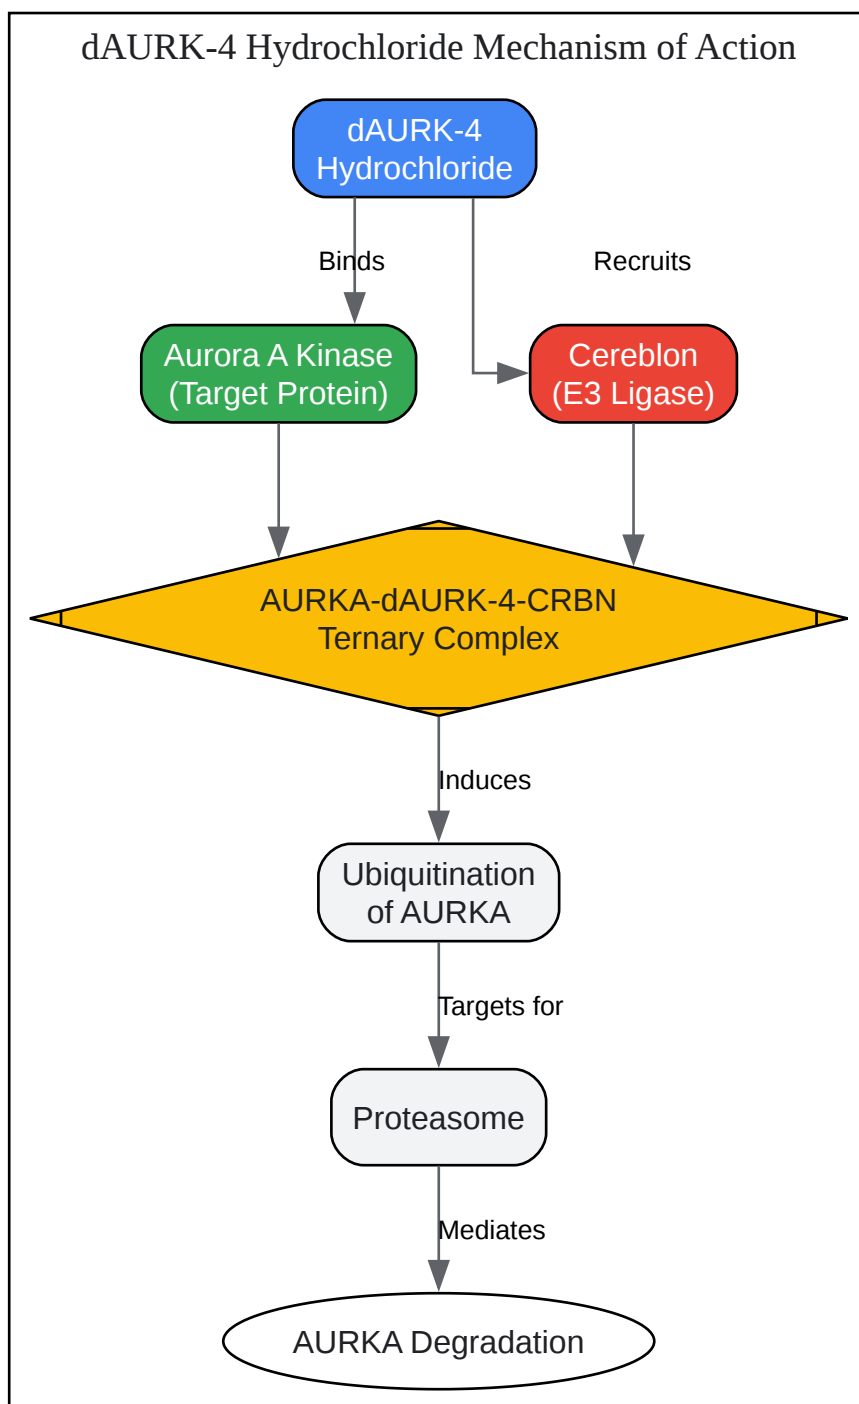 dAURK-4 Hydrochloride Mechanism of Action
dAURK-4
Hydrochloride
Binds
Recruits
Aurora A Kinase
(Target Protein)
Cereblon
(E3 Ligase)
AURKA-dAURK-4-CRBN
Ternary Complex
Induces
Ubiquitination
of AURKA
Targets for
Proteasome
Mediates
AURKA Degradation